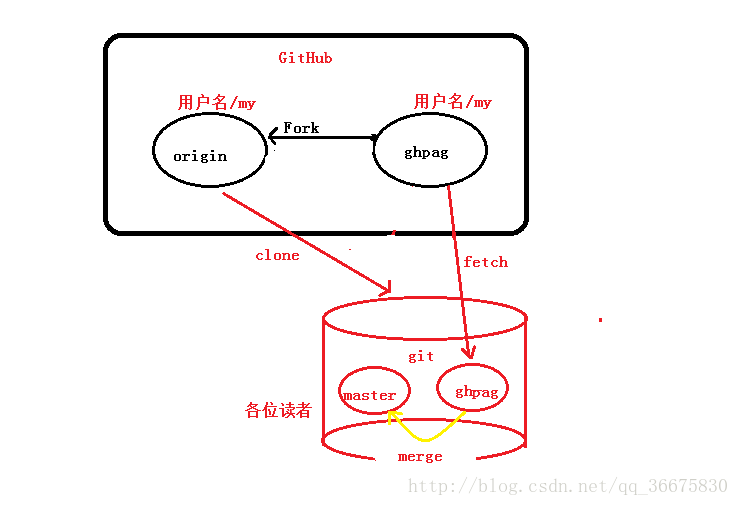 GitHub
用户名/my
用户名/my
Fork
origin
ghpag
clone
fetch
git
master
ghpag
各位读者
merge
http://blog.csdn.net/qq_36675830